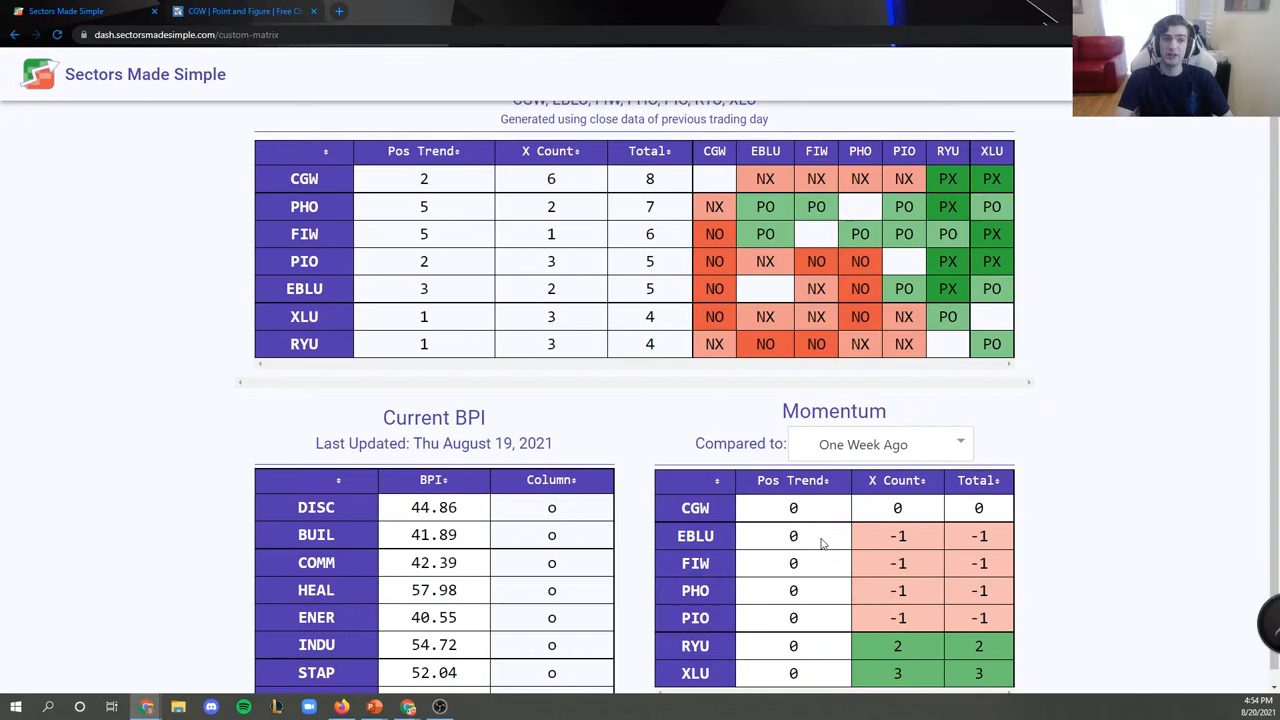 Sectors Made Simple
CGW | Point and Figure | Free Ch
dash.sectorsmadesimple.com/custom-matrix
Sectors Made Simple
CGW, EBLU, FIW, PHO, PIO, RYU, XLU
Generated using close data of previous trading day
Pos Trend X Count Total CGW EBLU FIW PHO PIO RYU XLU
CGW 2 6 8 NX NX NX NX PX PX
PHO 5 2 7 NX PO PO PO PX PO
FIW 5 1 6 NO PO PO PO PO PX
PIO 2 3 5 NO NX NO NO PX PX
EBLU 3 2 5 NO NX NO PO PX PO
XLU 1 3 4 NO NX NX NO NX PO
RYU 1 3 4 NX NO NO NX NX PO
Current BPI
Last Updated: Thu August 19, 2021
BPI Column
DISC 44.86 o
BUIL 41.89 o
COMM 42.39 o
HEAL 57.98 o
ENER 40.55 o
INDU 54.72 o
STAP 52.04 o
Momentum
Compared to: One Week Ago
Pos Trend X Count Total
CGW 0 0 0
EBLU 0 -1 -1
FIW 0 -1 -1
PHO 0 -1 -1
PIO 0 -1 -1
RYU 0 2 2
XLU 0 3 3
4:54 PM
8/20/2021